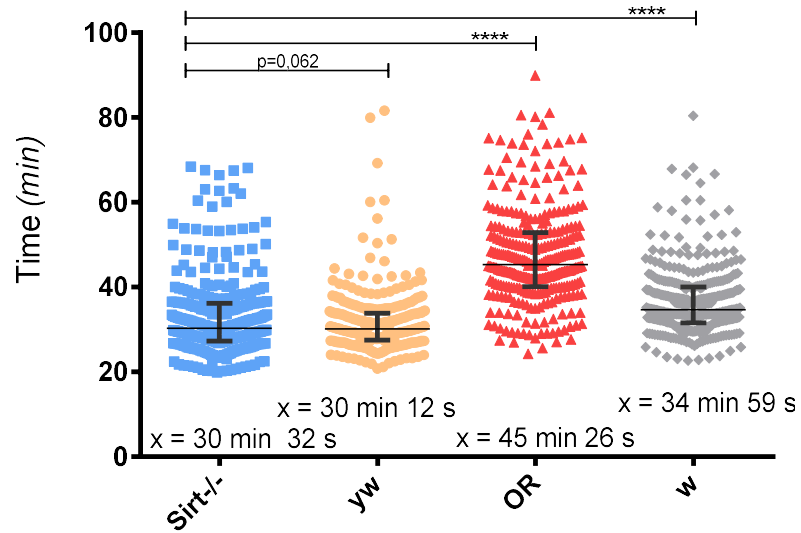 ****
****
p=0,062
100
80
60
40
20
0
Time (min)
x = 30 min 12 s
x = 34 min 59 s
x = 30 min 32 s
x = 45 min 26 s
Sirt-/-
yw
OR
w